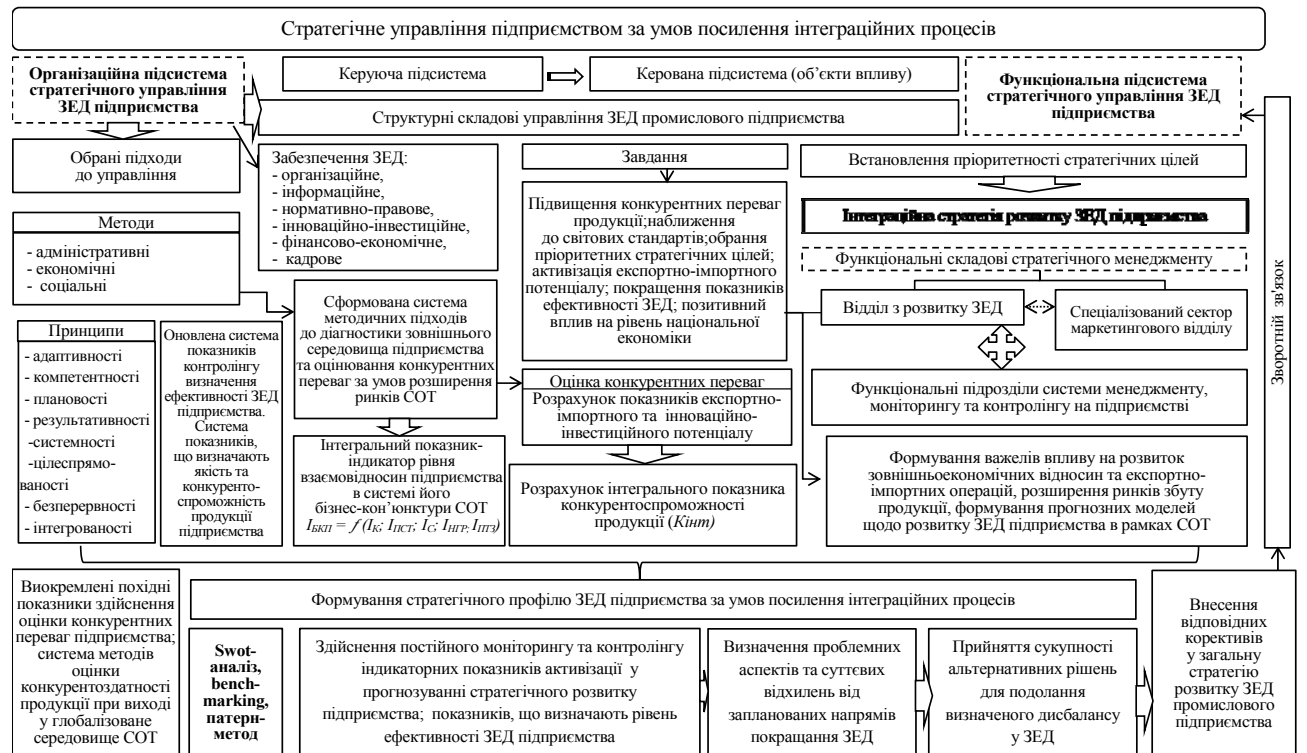 Стратегічне управління підприємством за умов посилення інтеграційних процесів
Організаційна підсистема
стратегічного управління
ЗЕД підприємства
Керуюча підсистема
Керована підсистема (об’єкти впливу)
Структурні складові управління ЗЕД промислового підприємства
Функціональна підсистема
стратегічного управління ЗЕД
підприємства
Обрані підходи
до управління
Методи
- адміністративні
- економічні
- соціальні
Принципи
- адаптивності
- компетентності
- плановості
- результативності
-системності
-цілеспрямо-
ваності
- безперервності
- інтегрованості
Оновлена система
показників
контролінгу
визначення
ефективності ЗЕД
підприємства.
Система
показників,
що визначають
якість та
конкуренто-
спроможність
продукції
підприємства
Забезпечення ЗЕД:
- організаційне,
- інформаційне,
- нормативно-правове,
- інноваційно-інвестиційне,
- фінансово-економічне,
- кадрове
Сформована система
методичних підходів
до діагностики зовнішнього
середовища підприємства
та оцінювання конкурентних
переваг за умов розширення
ринків СОТ
Інтегральний показник-
індикатор рівня
взаємовідносин підприємства
в системі його
бізнес-кон’юнктури СОТ
IБКП = f (IК; IПСТ; IС; IНГР; IПТЗ)
Завдання
Підвищення конкурентних переваг
продукції;наближення
до світових стандартів;обрання
пріоритетних стратегічних цілей;
активізація експортно-імпортного
потенціалу; покращення показників
ефективності ЗЕД; позитивний
вплив на рівень національної
економіки
Оцінка конкурентних переваг
Розрахунок показників експортно-
імпортного та інноваційно-
інвестиційного потенціалу
Розрахунок інтегрального показника
конкурентоспроможності
продукції (Кінт)
Встановлення пріоритетності стратегічних цілей
Інтеграційна стратегія розвитку ЗЕД підприємства
Функціональні складові стратегічного менеджменту
Відділ з розвитку ЗЕД
Спеціалізований сектор
маркетингового відділу
Функціональні підрозділи системи менеджменту,
моніторингу та контролінгу на підприємстві
Формування важелів впливу на розвиток
зовнішньоекономічних відносин та експортно-
імпортних операцій, розширення ринків збуту
продукції, формування прогнозних моделей
щодо розвитку ЗЕД підприємства в рамках СОТ
Зворотній зв'язок
Виокремлені похідні
показники здійснення
оцінки конкурентних
переваг підприємства;
система методів
оцінки
конкурентоздатності
продукції при виході
у глобалізоване
середовище СОТ
Формування стратегічного профілю ЗЕД підприємства за умов посилення інтеграційних процесів
Swot-
аналіз,
bench-
marking,
патерн-
метод
Здійснення постійного моніторингу та контролінгу
індикаторних показників активізації у
прогнозуванні стратегічного розвитку
підприємства; показників, що визначають рівень
ефективності ЗЕД підприємства
Визначення проблемних
аспектів та суттєвих
відхилень від
запланованих напрямів
покращання ЗЕД
Прийняття сукупності
альтернативних рішень
для подолання
визначеного дисбалансу
у ЗЕД
Внесення
відповідних
коректив
у загальну
стратегію
розвитку ЗЕД
промислового
підприємства